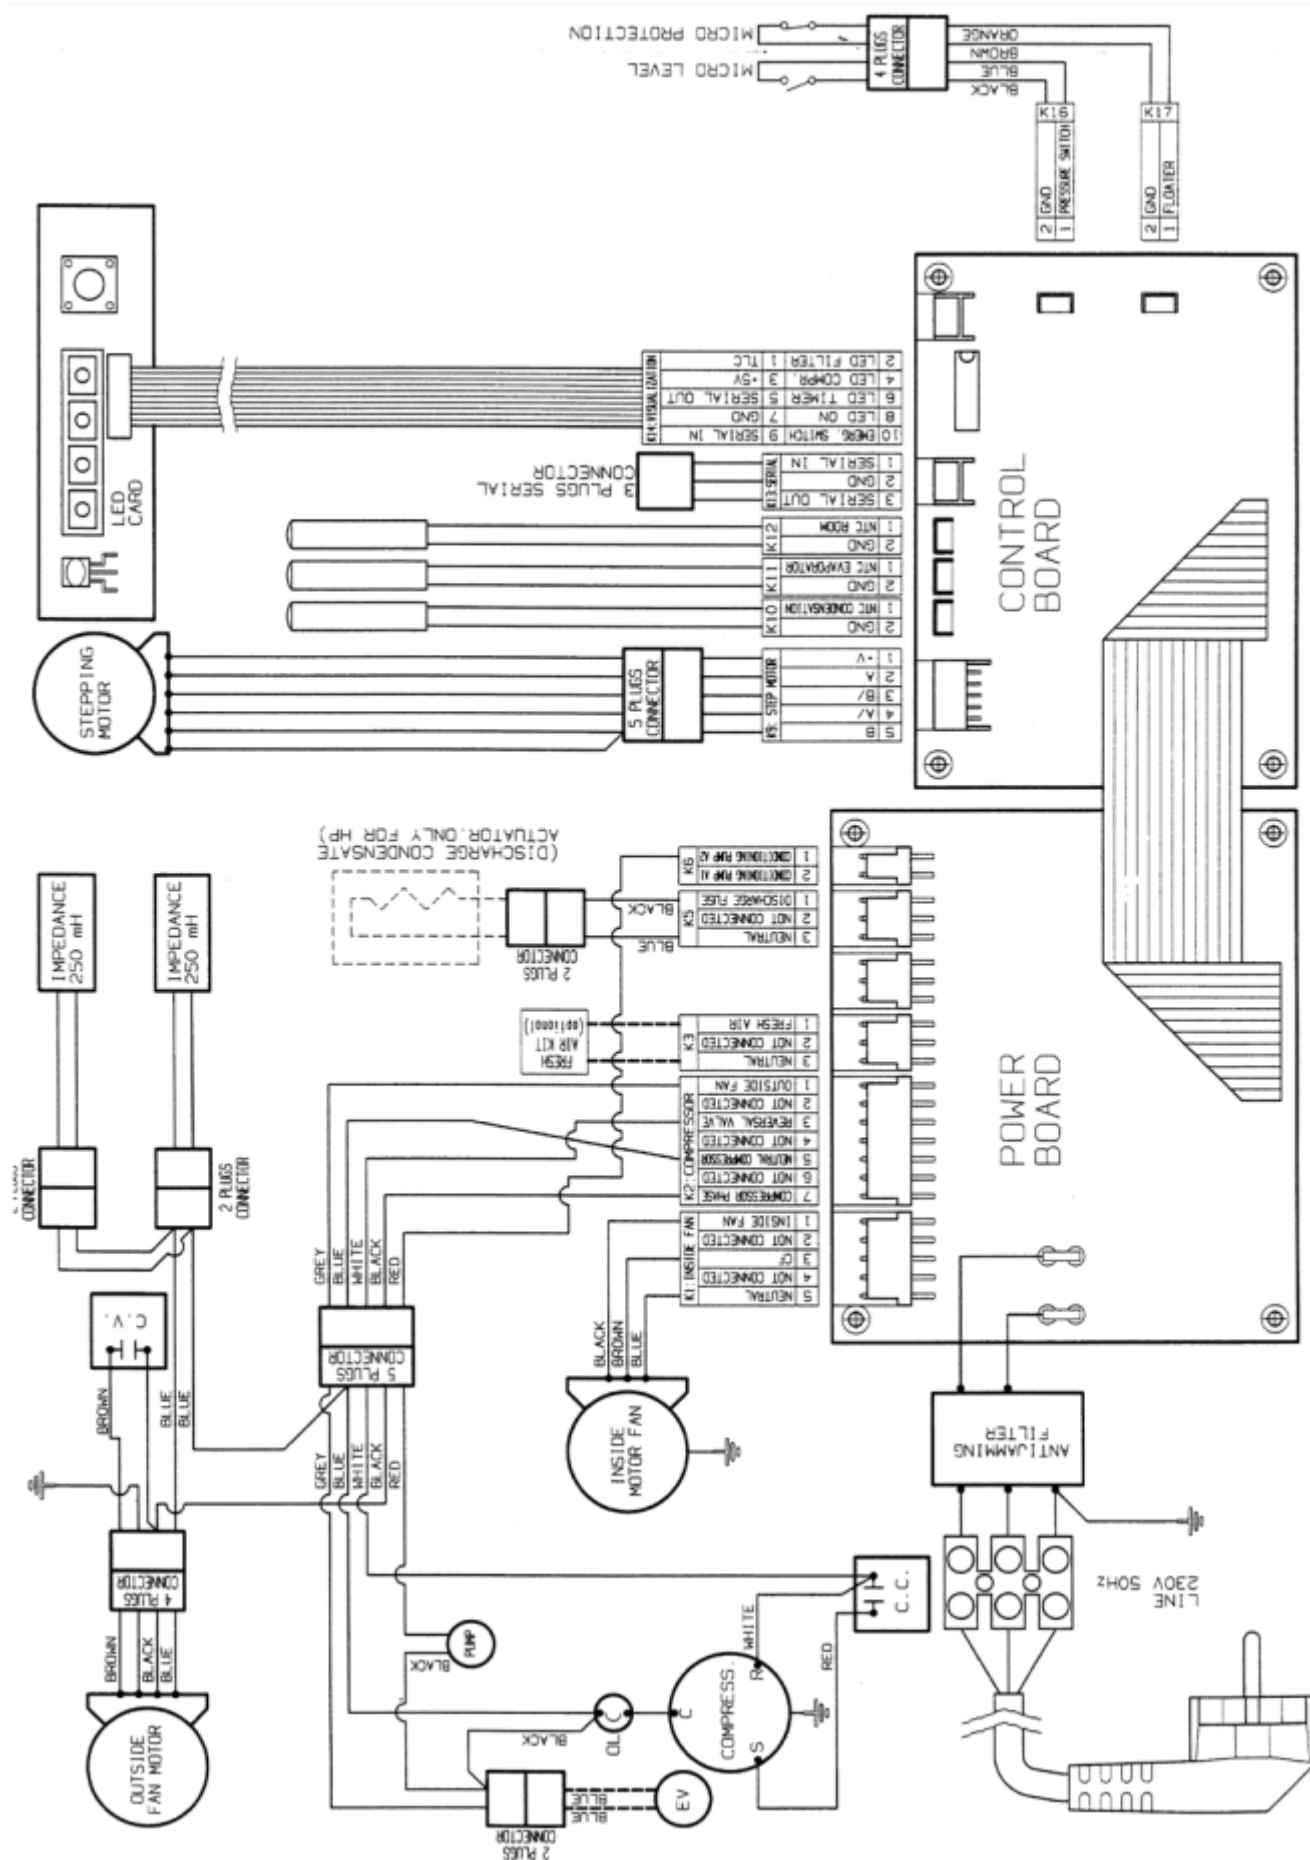 MICRO PROTECTION
MICRO LEVEL
4 PLUGS
CONNECTOR
ORANGE
BROWN
BLUE
BLACK
K16
2 GND
1 PRESSURE SWITCH
K17
2 GND
1 FLOATER
LED
CARD
K14:VISUALIZATION
2 LED FILTER 1 TLC
4 LED COMPR. 3 +5V
6 LED TIMER 5 SERIAL OUT
8 LED ON 7 GND
10 EMERG. SWITCH 9 SERIAL IN
3 PLUGS SERIAL
CONNECTOR
K13:SERIAL
1 SERIAL IN
2 GND
3 SERIAL OUT
K12
1 NTC ROOM
2 GND
K11
1 NTC EVAPORATOR
2 GND
K10
1 NTC CONDENSATION
2 GND
CONTROL
BOARD
STEPPING
MOTOR
5 PLUGS
CONNECTOR
K9: STEP MOTOR
1 +V
2 A
3 B/
4 A/
5 B
(DISCHARGE CONDENSATE
ACTUATOR.ONLY FOR HP)
2 PLUGS
CONNECTOR
BLACK
BLUE
K6
1 CONDITIONING PUMP A2
2 CONDITIONING PUMP A1
K5
1 DISCHARGE FUSE
2 NOT CONNECTED
3 NEUTRAL
FRESH
AIR KIT
(optional)
K3
1 FRESH AIR
2 NOT CONNECTED
3 NEUTRAL
K2:COMPRESSOR
1 OUTSIDE FAN
2 NOT CONNECTED
3 REVERSAL VALVE
4 NOT CONNECTED
5 NEUTRAL COMPRESSOR
6 NOT CONNECTED
7 COMPRESSOR PHASE
K1:INSIDE FAN
1 INSIDE FAN
2 NOT CONNECTED
3 CF
4 NOT CONNECTED
5 NEUTRAL
POWER
BOARD
IMPEDANCE
250 mH
IMPEDANCE
250 mH
CONNECTOR
2 PLUGS
CONNECTOR
GREY
BLUE
WHITE
BLACK
RED
5 PLUGS
CONNECTOR
GREY
BLUE
WHITE
BLACK
RED
C.V.
BROWN
BLUE
BLUE
4 PLUGS
CONNECTOR
BROWN
BLACK
BLUE
OUTSIDE
FAN MOTOR
BLACK
BROWN
BLUE
INSIDE
MOTOR FAN
ANTIJAMMING
FILTER
LINE
230V 50Hz
C.C.
WHITE
RED
COMPRESS.
C
R
S
PUMP
BLACK
OL
BLACK
2 PLUGS
CONNECTOR
BLUE
BLUE
EV